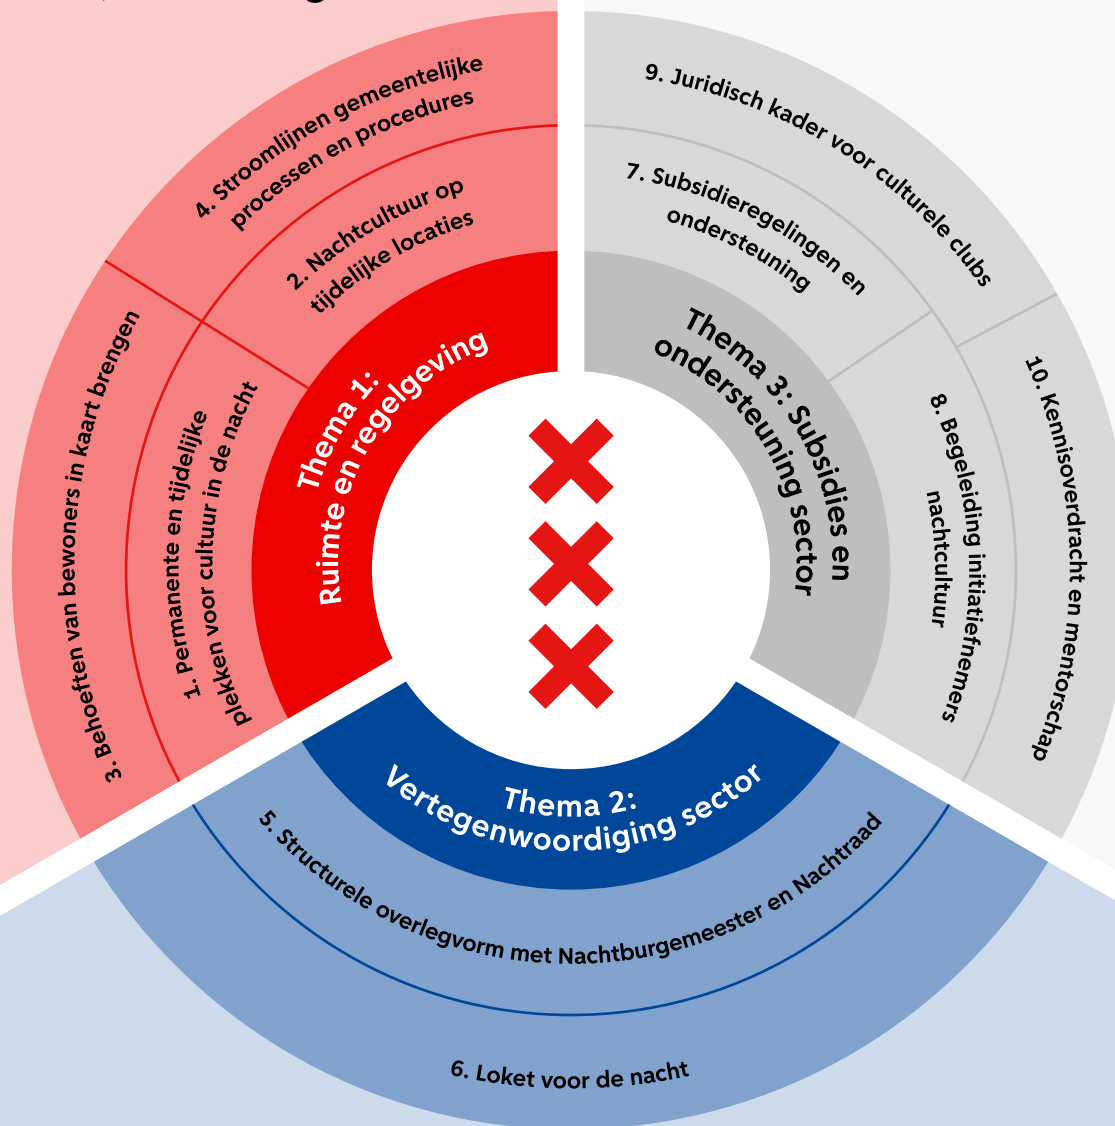 Thema 1:
Ruimte en regelgeving
1. Permanente en tijdelijke
plekken voor cultuur in de nacht
2. Nachtcultuur op
tijdelijke locaties
3. Behoeften van bewoners in kaart brengen
4. Stroomlijnen gemeentelijke
processen en procedures
Thema 2:
Vertegenwoordiging sector
5. Structurele overlegvorm met Nachtburgemeester en Nachtraad
6. Loket voor de nacht
Thema 3: Subsidies en
ondersteuning sector
7. Subsidieregelingen en
ondersteuning
8. Begeleiding initiatiefnemers
nachtcultuur
9. Juridisch kader voor culturele clubs
10. Kennisoverdracht en mentorschap